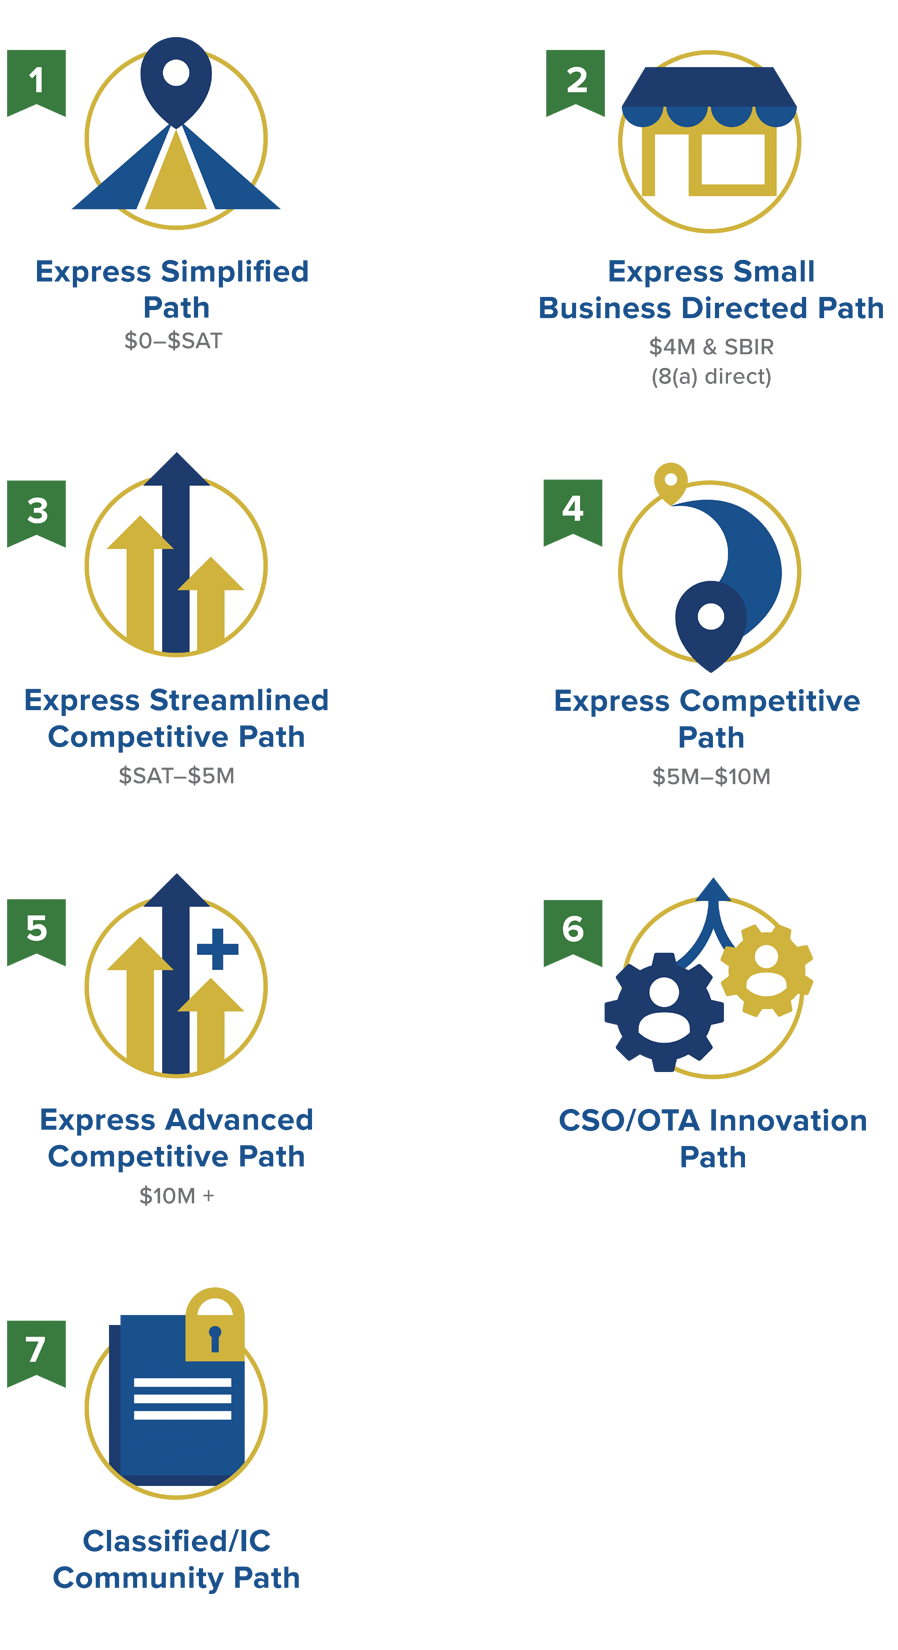 1
Express Simplified
Path
$0–$SAT
2
Express Small
Business Directed Path
$4M & SBIR
(8(a) direct)
3
Express Streamlined
Competitive Path
$SAT–$5M
4
Express Competitive
Path
$5M–$10M
5
Express Advanced
Competitive Path
$10M +
6
CSO/OTA Innovation
Path
7
Classified/IC
Community Path